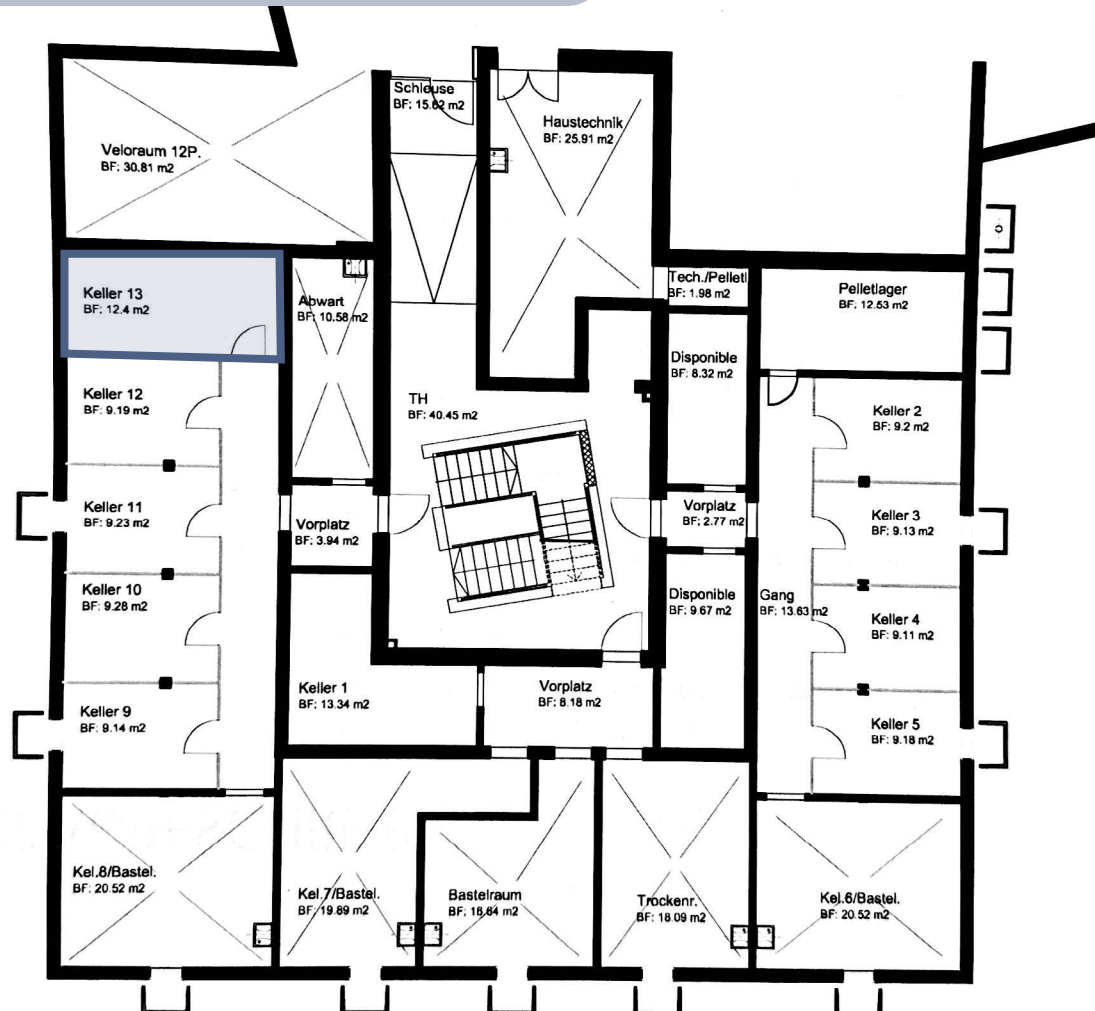 Schleuse
BF: 15.62 m2
Haustechnik
BF: 25.91 m2
Veloraum 12P.
BF: 30.81 m2
Keller 13
BF: 12.4 m2
Abwart
BF: 10.58 m2
Tech./Pelletl
BF: 1.98 m2
Pelletlager
BF: 12.53 m2
Disponible
BF: 8.32 m2
Keller 12
BF: 9.19 m2
TH
BF: 40.45 m2
Keller 2
BF: 9.2 m2
Keller 11
BF: 9.23 m2
Vorplatz
BF: 3.94 m2
Vorplatz
BF: 2.77 m2
Keller 3
BF: 9.13 m2
Keller 10
BF: 9.28 m2
Disponible
BF: 9.67 m2
Gang
BF: 13.63 m2
Keller 4
BF: 9.11 m2
Keller 1
BF: 13.34 m2
Vorplatz
BF: 8.18 m2
Keller 9
BF: 9.14 m2
Keller 5
BF: 9.18 m2
Kel.8/Bastel.
BF: 20.52 m2
Kel.7/Bastel.
BF: 19.89 m2
Bastelraum
BF: 18.64 m2
Trockenr.
BF: 18.09 m2
Kel.6/Bastel.
BF: 20.52 m2